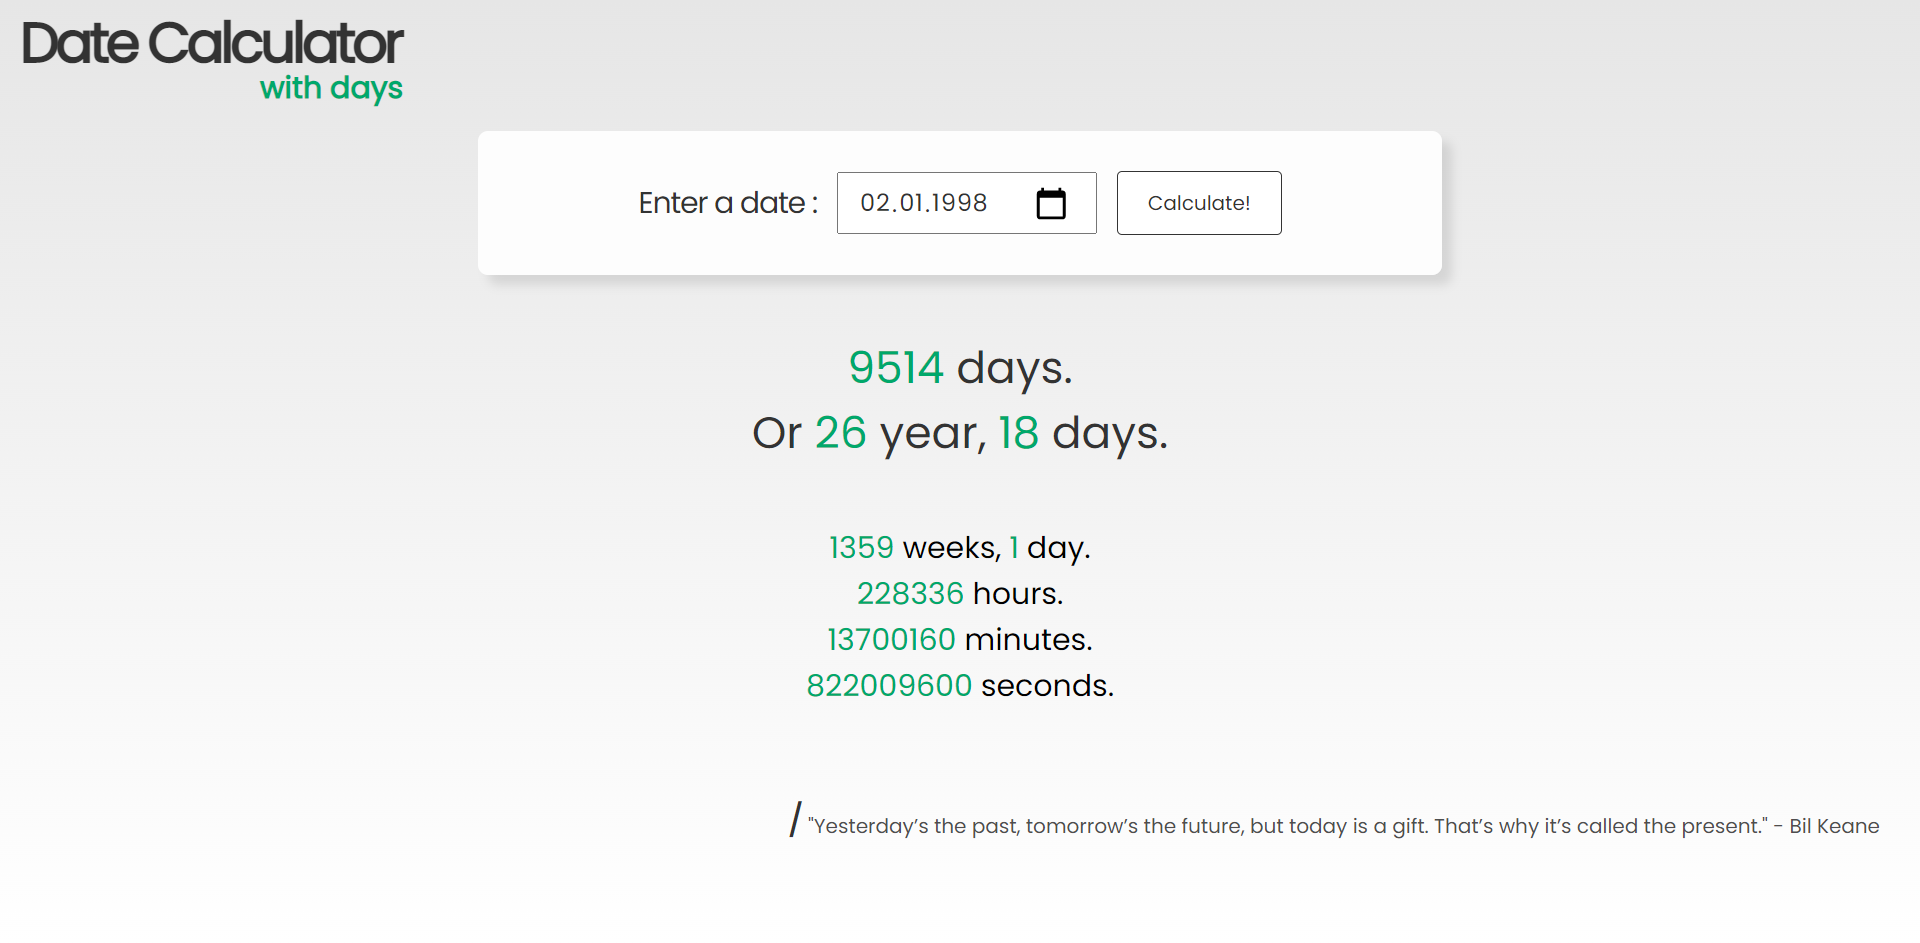 Date Calculator
with days
Enter a date : 02.01.1998 Calculate!
9514 days.
Or 26 year, 18 days.
1359 weeks, 1 day.
228336 hours.
13700160 minutes.
822009600 seconds.
/ "Yesterday’s the past, tomorrow’s the future, but today is a gift. That’s why it’s called the present." - Bil Keane